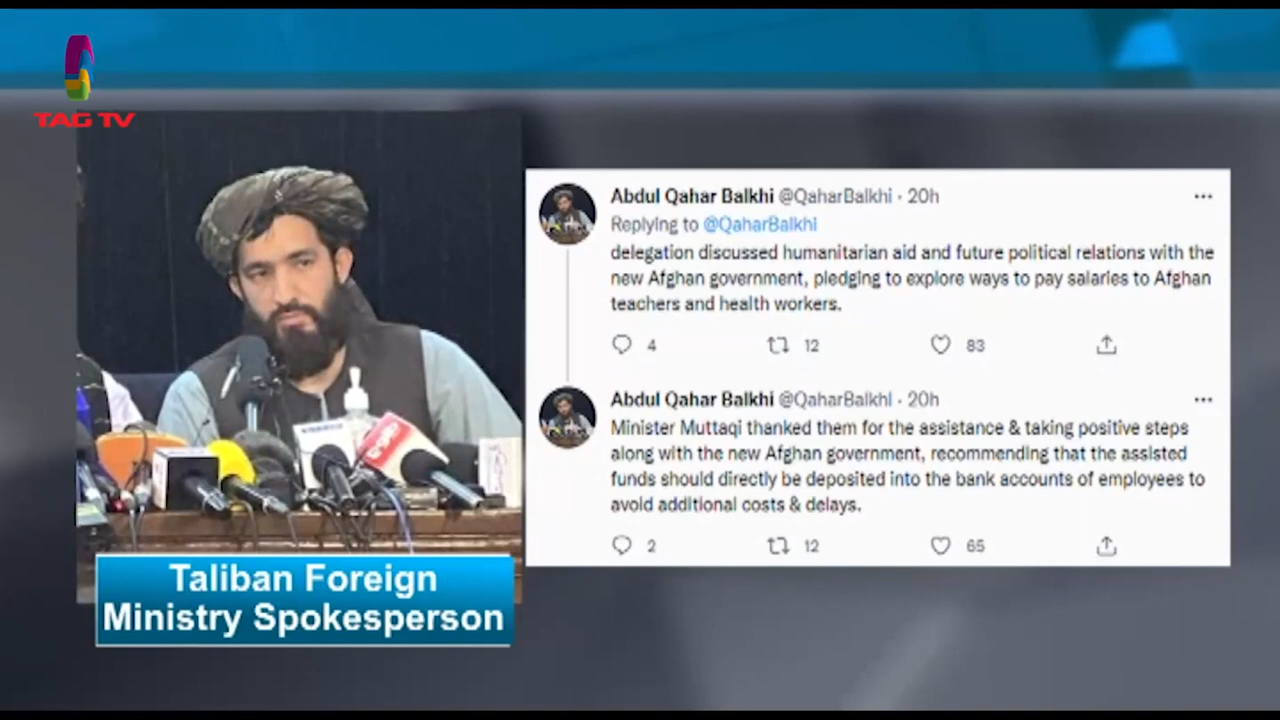 TAG TV
Abdul Qahar Balkhi @QaharBalkhi · 20h
Replying to @QaharBalkhi
delegation discussed humanitarian aid and future political relations with the
new Afghan government, pledging to explore ways to pay salaries to Afghan
teachers and health workers.
4 12 83
Abdul Qahar Balkhi @QaharBalkhi · 20h
Minister Muttaqi thanked them for the assistance & taking positive steps
along with the new Afghan government, recommending that the assisted
funds should directly be deposited into the bank accounts of employees to
avoid additional costs & delays.
2 12 65
Taliban Foreign
Ministry Spokesperson